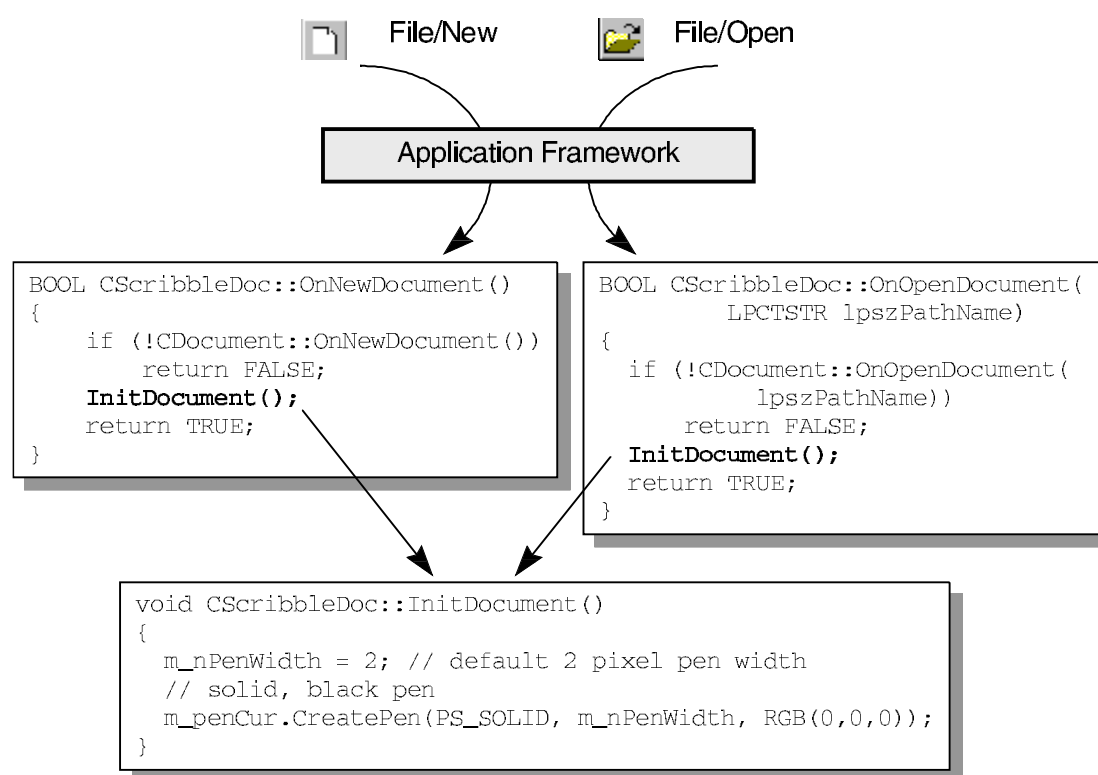 File/New
File/Open
Application Framework
BOOL CScribbleDoc::OnNewDocument()
{
if (!CDocument::OnNewDocument())
return FALSE;
InitDocument();
return TRUE;
}
BOOL CScribbleDoc::OnOpenDocument(
LPCTSTR lpszPathName)
{
if (!CDocument::OnOpenDocument(
lpszPathName))
return FALSE;
InitDocument();
return TRUE;
}
void CScribbleDoc::InitDocument()
{
m_nPenWidth = 2; // default 2 pixel pen width
// solid, black pen
m_penCur.CreatePen(PS_SOLID, m_nPenWidth, RGB(0,0,0));
}